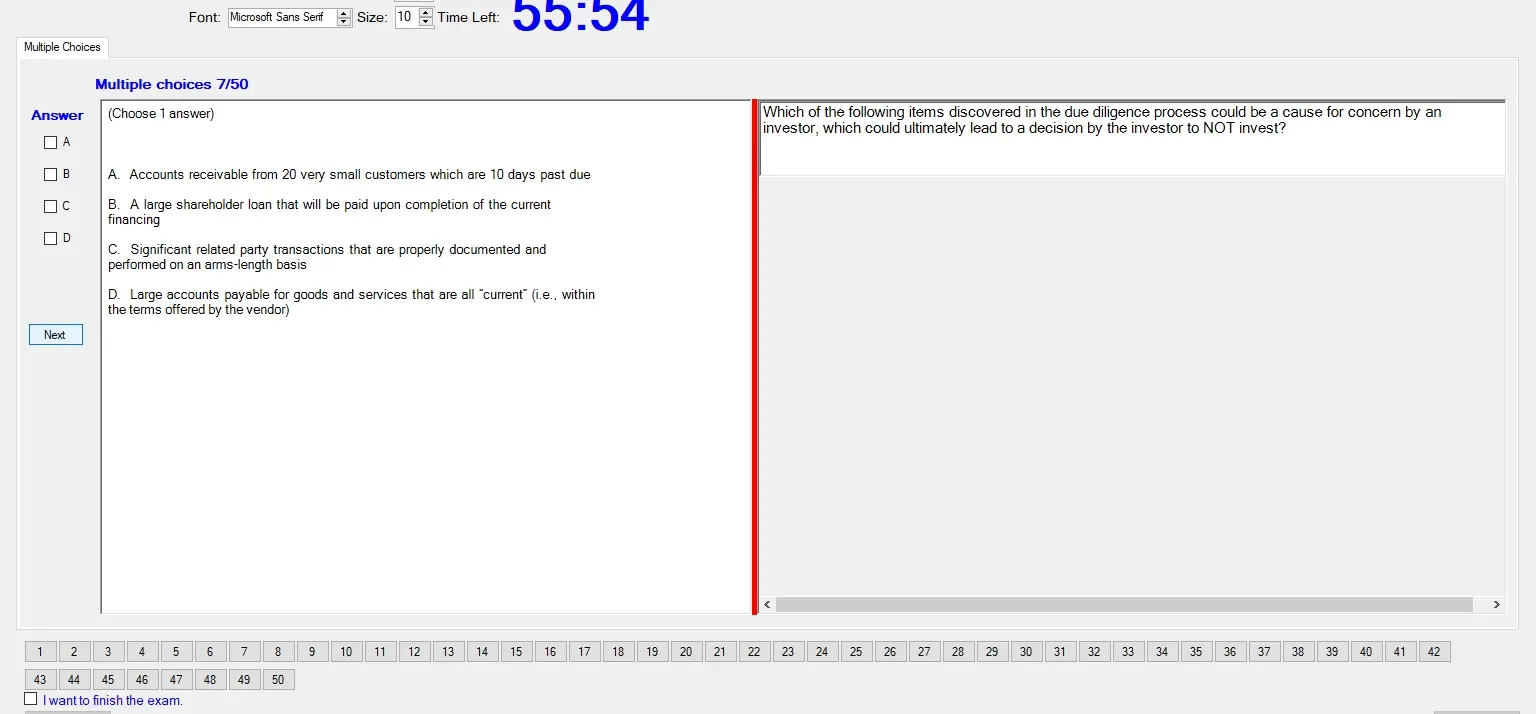 Font: Microsoft Sans Serif Size: 10 Time Left: 55:54
Multiple Choices
Multiple choices 7/50
Answer
A
B
C
D
Next
(Choose 1 answer)
A. Accounts receivable from 20 very small customers which are 10 days past due
B. A large shareholder loan that will be paid upon completion of the current
financing
C. Significant related party transactions that are properly documented and
performed on an arms-length basis
D. Large accounts payable for goods and services that are all "current" (i.e., within
the terms offered by the vendor)
Which of the following items discovered in the due diligence process could be a cause for concern by an
investor, which could ultimately lead to a decision by the investor to NOT invest?
1 2 3 4 5 6 7 8 9 10 11 12 13 14 15 16 17 18 19 20 21 22 23 24 25 26 27 28 29 30 31 32 33 34 35 36 37 38 39 40 41 42
43 44 45 46 47 48 49 50
I want to finish the exam.